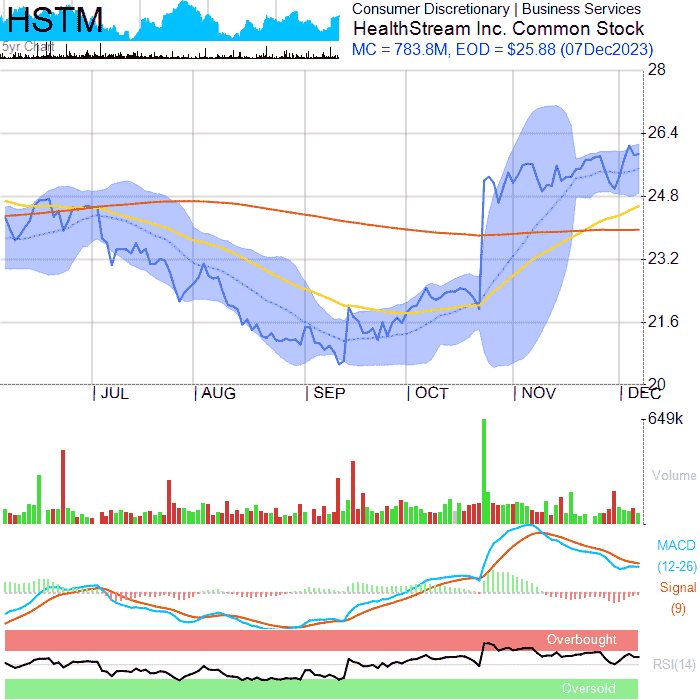 HSTM
5yr Chart
Consumer Discretionary | Business Services
HealthStream Inc. Common Stock
MC = 783.8M, EOD = $25.88 (07Dec2023)
28
26.4
24.8
23.2
21.6
20
JUL
AUG
SEP
OCT
NOV
DEC
649k
Volume
MACD
(12-26)
Signal
(9)
Overbought
RSI(14)
Oversold